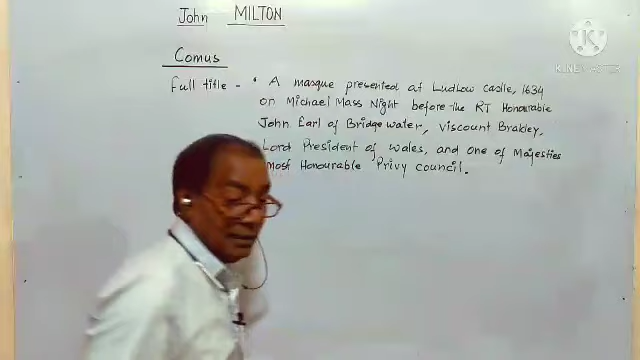 John MILTON
Comus
Full title - " A masque presented at Ludlow Castle, 1634
on Michael Mass Night before the RT Honourable
John Earl of Bridgewater, Viscount Brakley,
Lord President of Wales, and one of Majesties
most Honourable Privy Council.
KINEMASTER